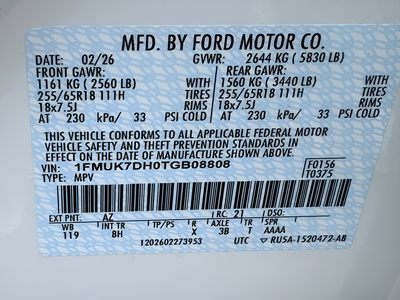 MFD. BY FORD MOTOR CO.
DATE: 02/26 GVWR: 2644 KG (5830 LB)
FRONT GAWR: REAR GAWR:
1161 KG (2560 LB) 1560 KG (3440 LB)
255/65R18 111H TIRES 255/65R18 111H TIRES
18x7.5J RIMS 18x7.5J RIMS
AT 230 kPa/ 33 PSI COLD AT 230 kPa/ 33 PSI COLD
THIS VEHICLE CONFORMS TO ALL APPLICABLE FEDERAL MOTOR
VEHICLE SAFETY AND THEFT PREVENTION STANDARDS IN EFFECT
ON THE DATE OF MANUFACTURE SHOWN ABOVE.
VIN: 1FMUK7DH0TGB08808 F0156
TYPE: MPV T0375
EXT PNT: AZ RC: 21 DSO:
WB INT TR TP/PS R AXLE TR SPR
119 8H X 3B T AAAA
1202602273953 UTC RU5A-1520472-AB